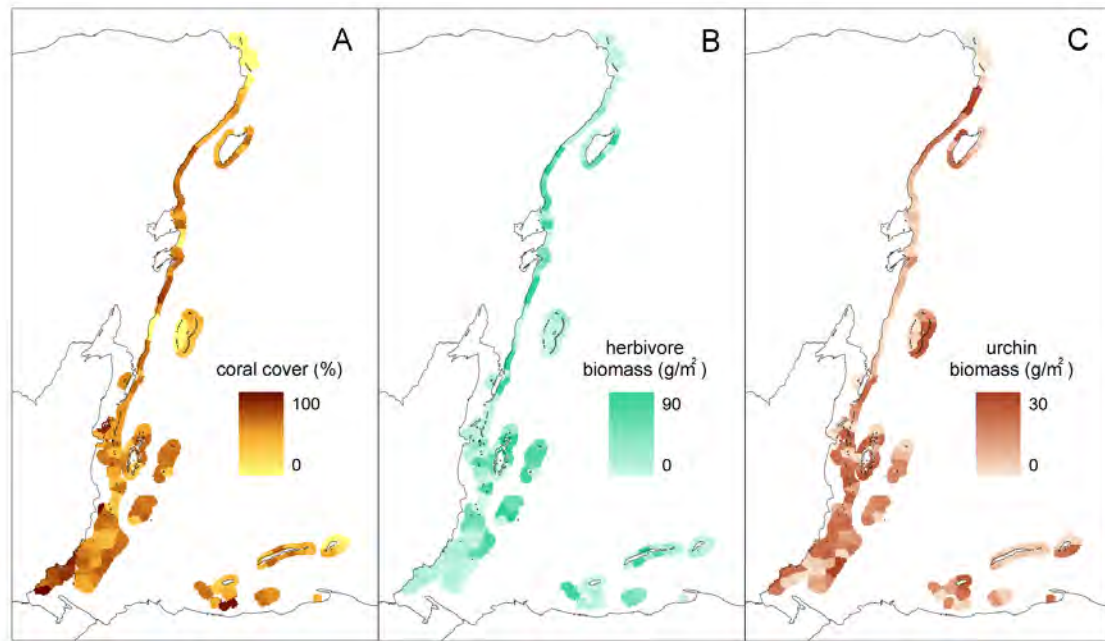 A
coral cover (%)
100
0
B
herbivore
biomass (g/m²)
90
0
C
urchin
biomass (g/m²)
30
0